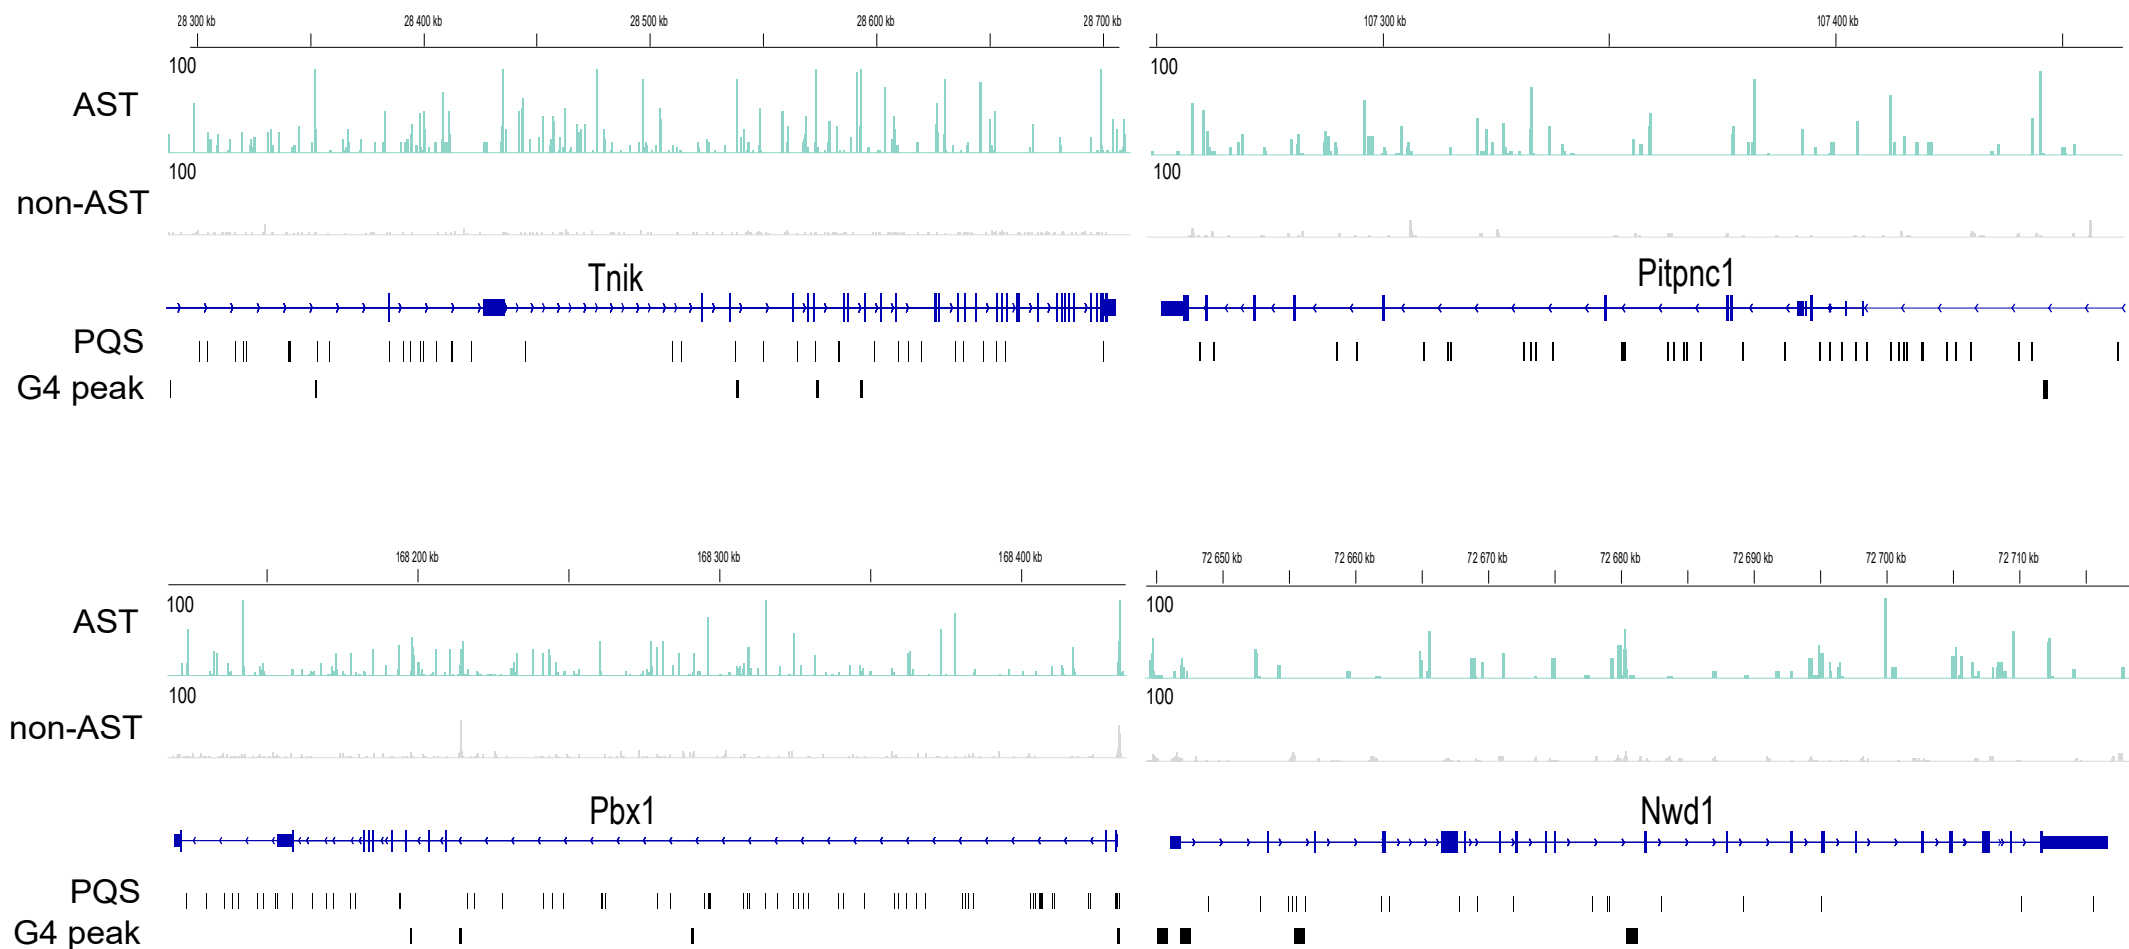 28 300 kb 28 400 kb 28 500 kb 28 600 kb 28 700 kb
100
AST
100
non-AST
Tnik
PQS
G4 peak
107 300 kb 107 400 kb
100
100
Pitpnc1
168 200 kb 168 300 kb 168 400 kb
100
AST
100
non-AST
Pbx1
PQS
G4 peak
72 650 kb 72 660 kb 72 670 kb 72 680 kb 72 690 kb 72 700 kb 72 710 kb
100
100
Nwd1